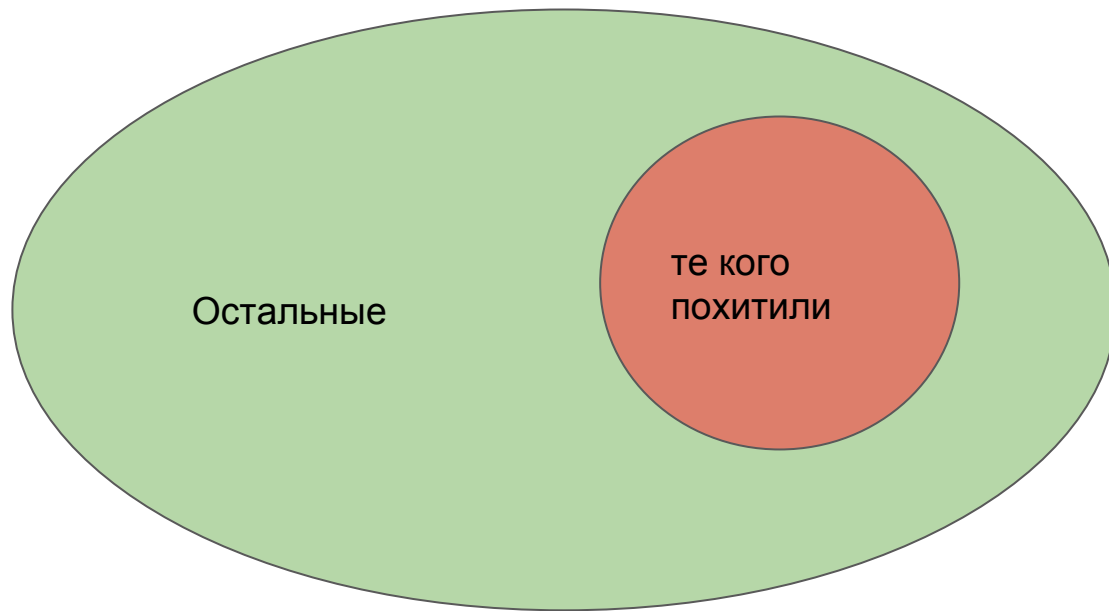 Остальные
те кого
похитили